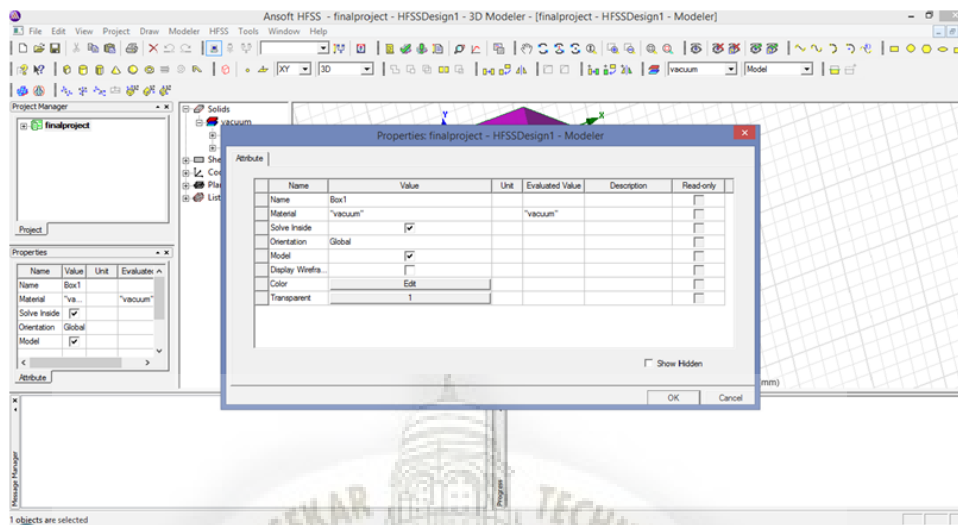 Ansoft HFSS - finalproject - HFSSDesign1 - 3D Modeler - [finalproject - HFSSDesign1 - Modeler]
File Edit View Project Draw Modeler HFSS Tools Window Help
XY 3D vacuum Model
Project Manager
finalproject
Project
Solids
vacuum
She
Coo
Plan
List
Y
X
Properties: finalproject - HFSSDesign1 - Modeler
Attribute
Name Value Unit Evaluated Value Description Read-only
Name Box1
Material "vacuum" "vacuum"
Solve Inside
Orientation Global
Model
Display Wirefra...
Color Edit
Transparent 1
Show Hidden
OK Cancel
Properties
Name Value Unit Evaluatec
Name Box1
Material "va... "vacuum"
Solve Inside
Orientation Global
Model
Attribute
mm)
Message Manager
Progress
EKAR TECH
1 objects are selected